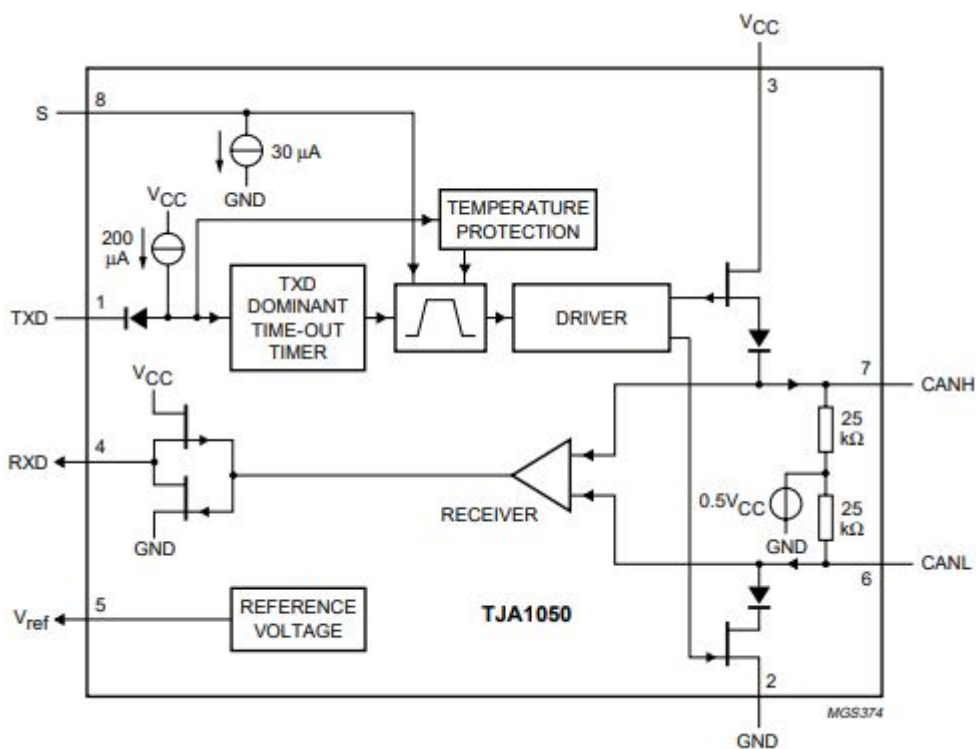 VCC
3
8
S
30 μA
GND
VCC
200
μA
TEMPERATURE
PROTECTION
1
TXD
TXD
DOMINANT
TIME-OUT
TIMER
DRIVER
7
CANH
VCC
25
kΩ
4
RXD
RECEIVER
0.5VCC
25
kΩ
GND
GND
CANL
6
5
Vref
REFERENCE
VOLTAGE
TJA1050
2
MGS374
GND